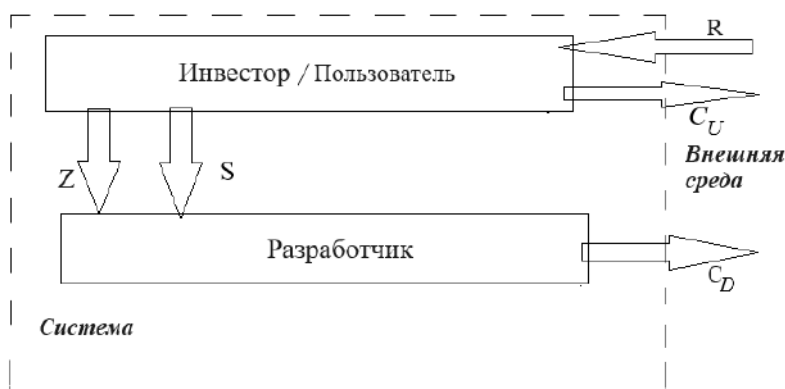 R
Инвестор / Пользователь
C_U
Внешняя
среда
Z
S
Разработчик
C_D
Система